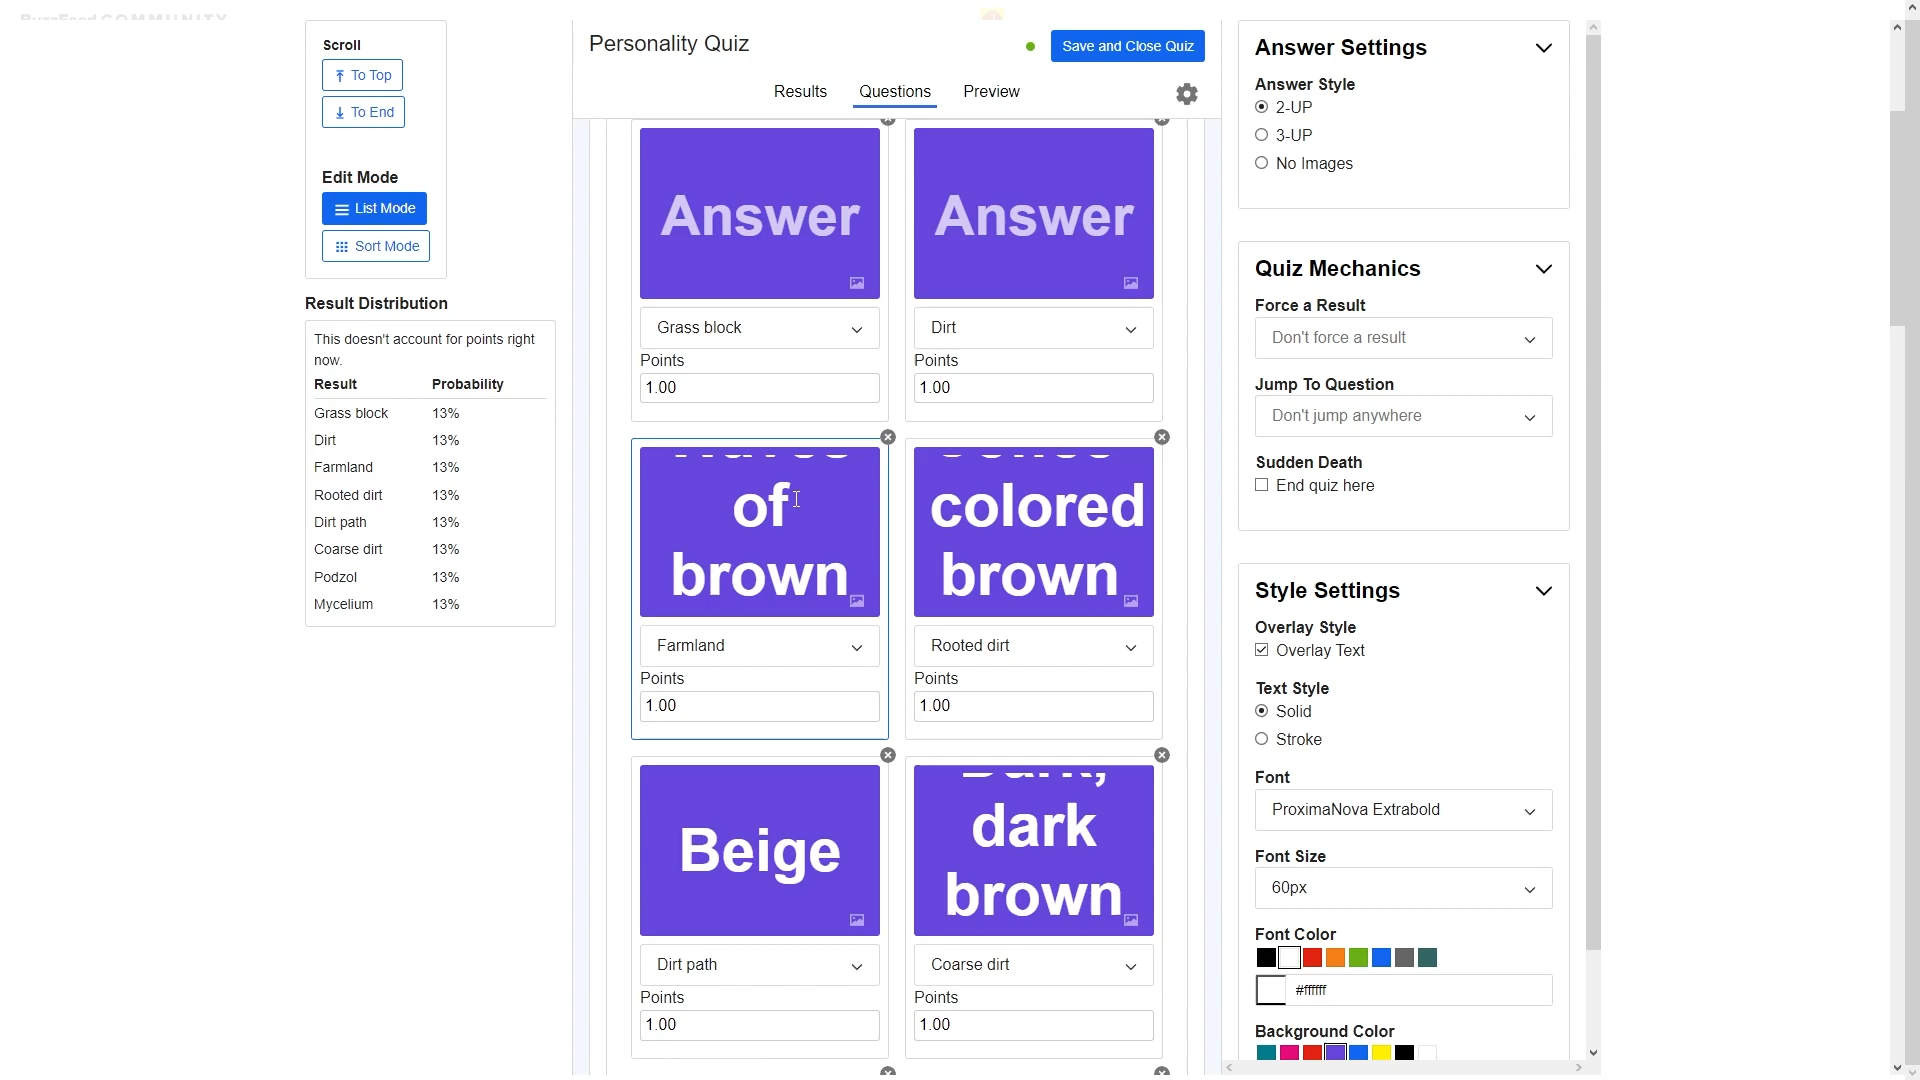 BuzzFeed COMMUNITY
Scroll
To Top
To End
Edit Mode
List Mode
Sort Mode
Result Distribution
This doesn't account for points right
now.
Result Probability
Grass block 13%
Dirt 13%
Farmland 13%
Rooted dirt 13%
Dirt path 13%
Coarse dirt 13%
Podzol 13%
Mycelium 13%
Personality Quiz
Save and Close Quiz
Results Questions Preview
Answer Answer
Grass block Dirt
Points Points
1.00 1.00
of
brown
colored
brown
Farmland Rooted dirt
Points Points
1.00 1.00
Beige
Dark,
dark
brown
Dirt path Coarse dirt
Points Points
1.00 1.00
Answer Settings
Answer Style
2-UP
3-UP
No Images
Quiz Mechanics
Force a Result
Don't force a result
Jump To Question
Don't jump anywhere
Sudden Death
End quiz here
Style Settings
Overlay Style
Overlay Text
Text Style
Solid
Stroke
Font
ProximaNova Extrabold
Font Size
60px
Font Color
#ffffff
Background Color